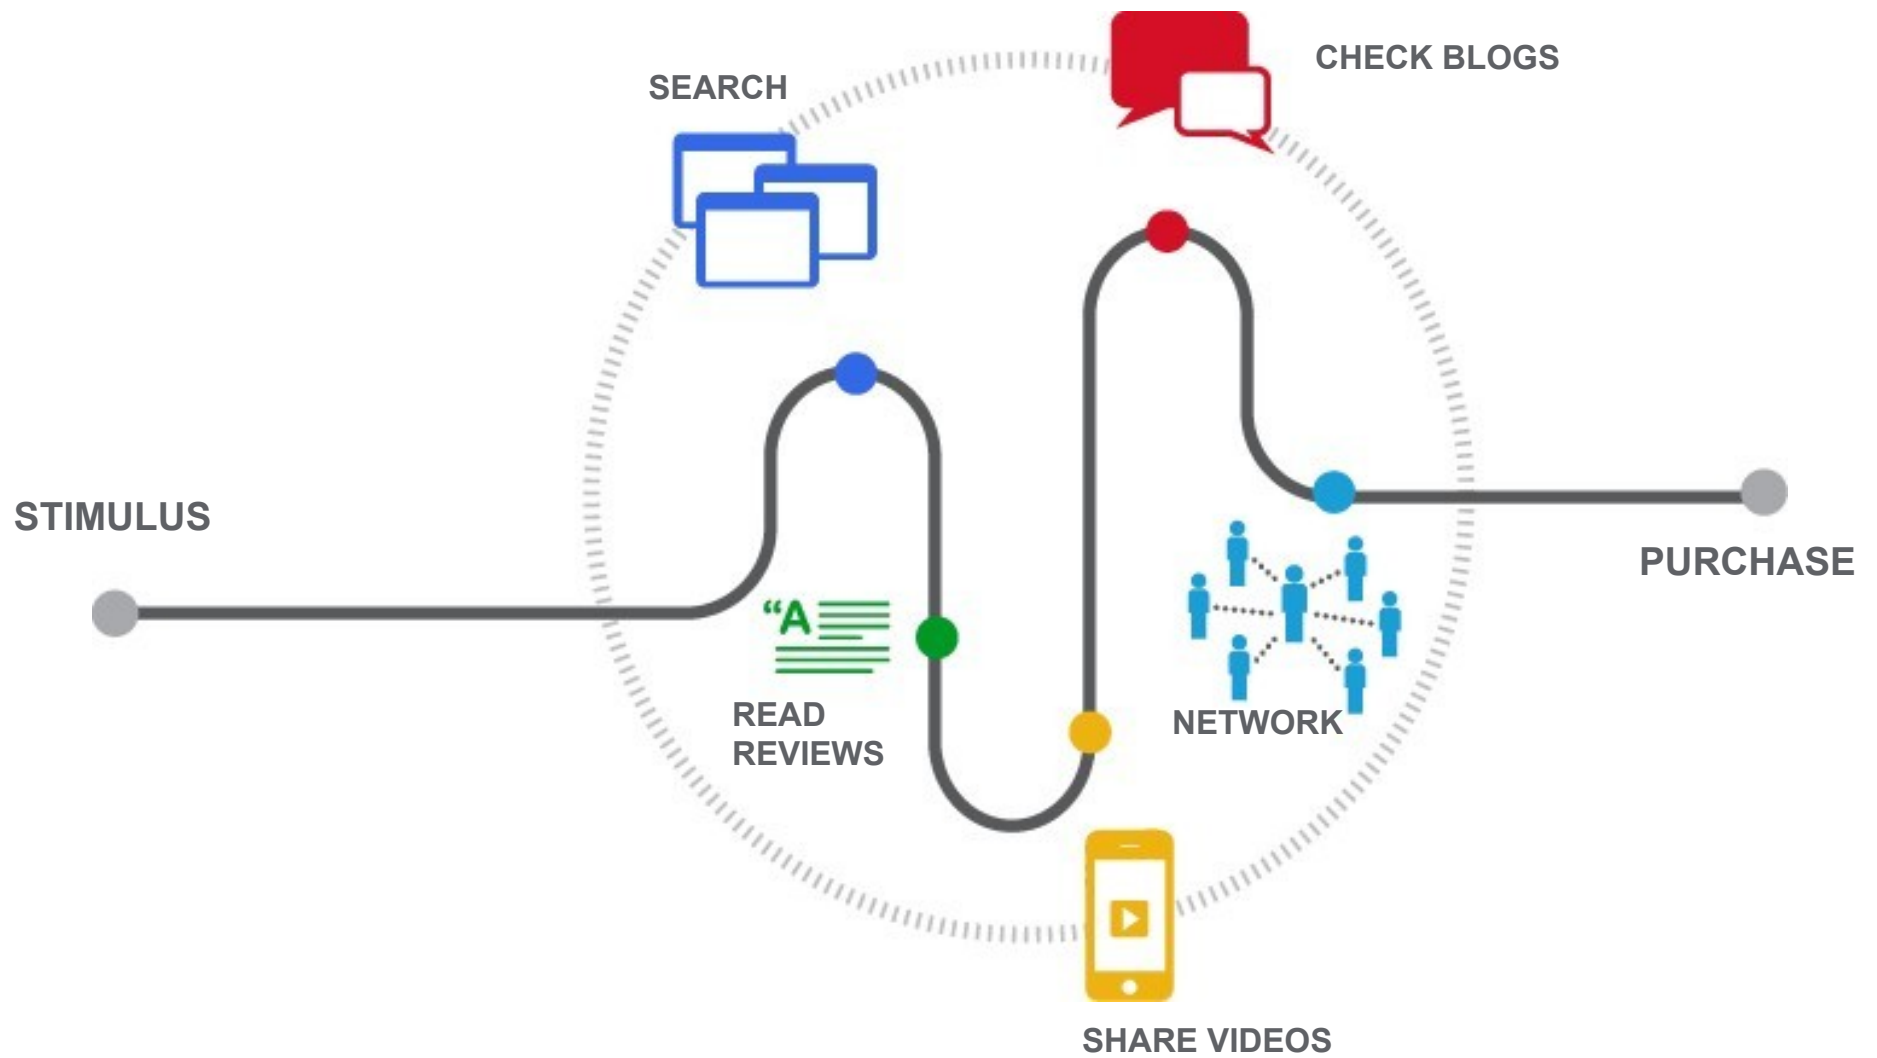 CHECK BLOGS
SEARCH
STIMULUS
PURCHASE
“A
READ
REVIEWS
NETWORK
SHARE VIDEOS